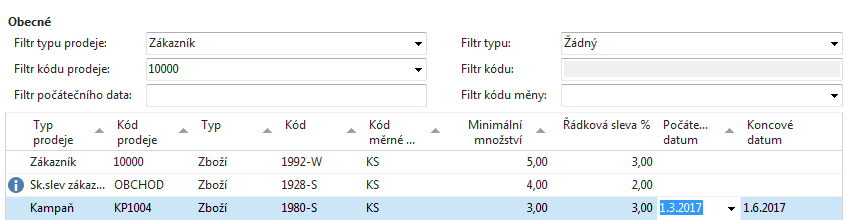 Obecné
Filtr typu prodeje: Zákazník Filtr typu: Žádný
Filtr kódu prodeje: 10000 Filtr kódu:
Filtr počátečního data: Filtr kódu měny:
Typ prodeje Kód prodeje Typ Kód Kód měrné ... Minimální množství Řádková sleva % Počáte... datum Koncové datum
Zákazník 10000 Zboží 1992-W KS 5,00 3,00
Sk.slev zákaz... OBCHOD Zboží 1928-S KS 4,00 2,00
Kampaň KP1004 Zboží 1980-S KS 3,00 3,00 1.3.2017 1.6.2017